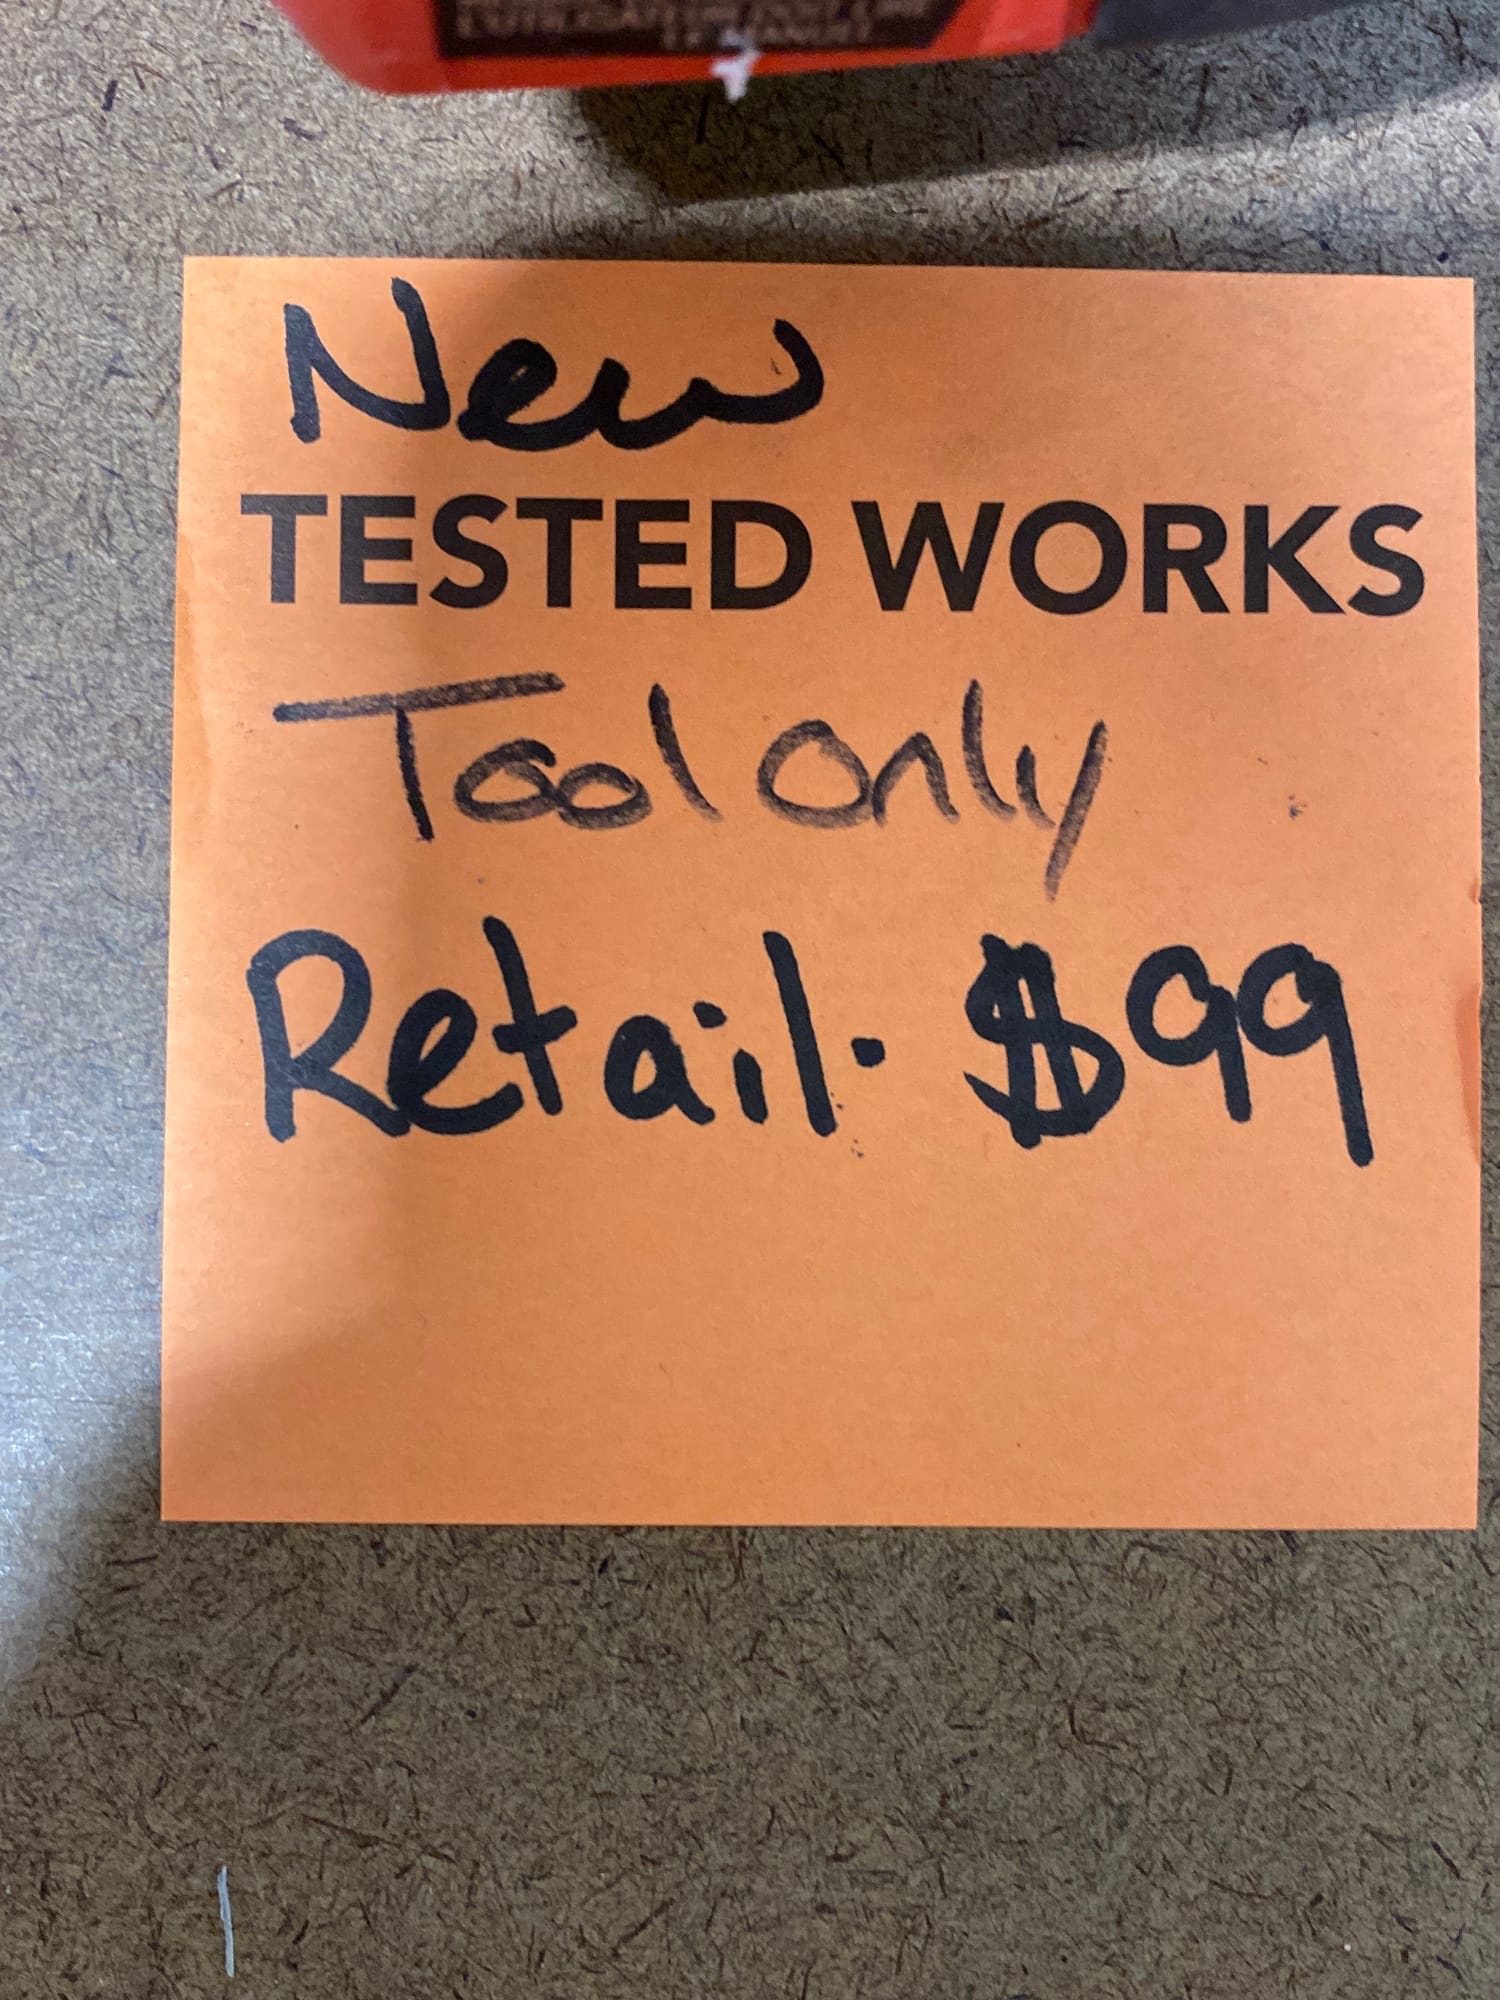 New
TESTED WORKS
Tool only
Retail. $99